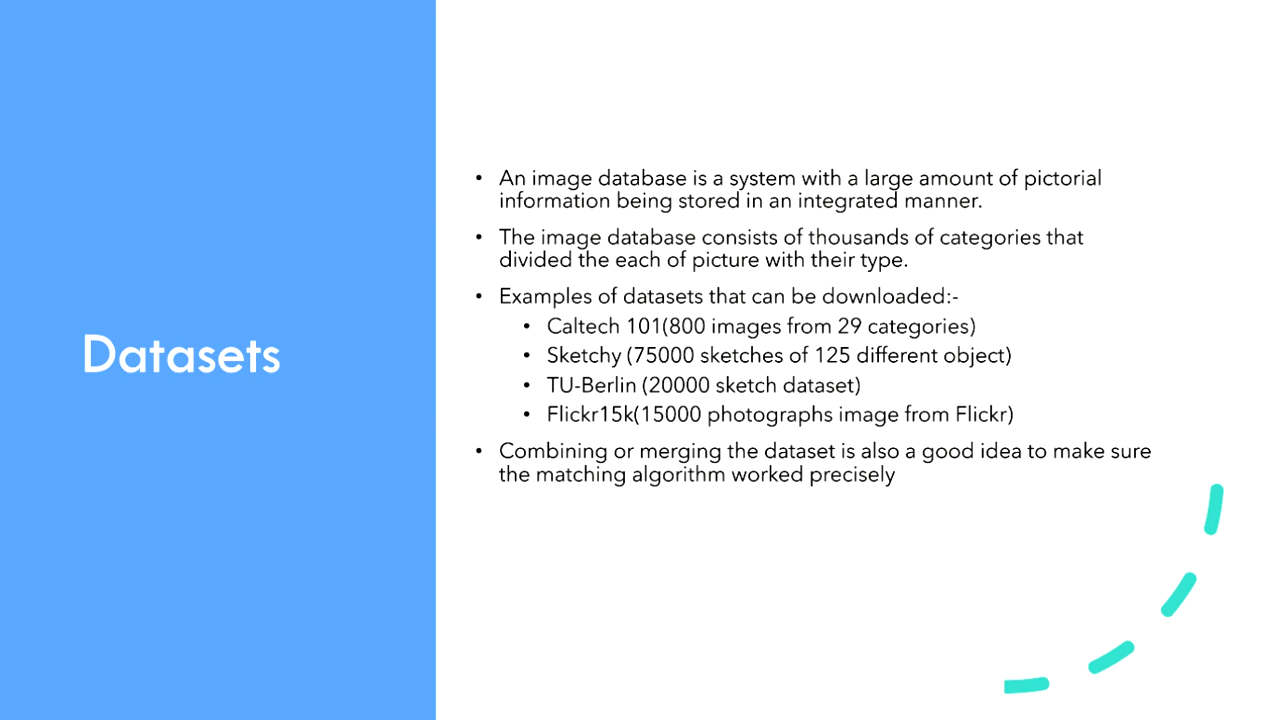 Datasets
• An image database is a system with a large amount of pictorial
information being stored in an integrated manner.
• The image database consists of thousands of categories that
divided the each of picture with their type.
• Examples of datasets that can be downloaded:-
• Caltech 101(800 images from 29 categories)
• Sketchy (75000 sketches of 125 different object)
• TU-Berlin (20000 sketch dataset)
• Flickr15k(15000 photographs image from Flickr)
• Combining or merging the dataset is also a good idea to make sure
the matching algorithm worked precisely